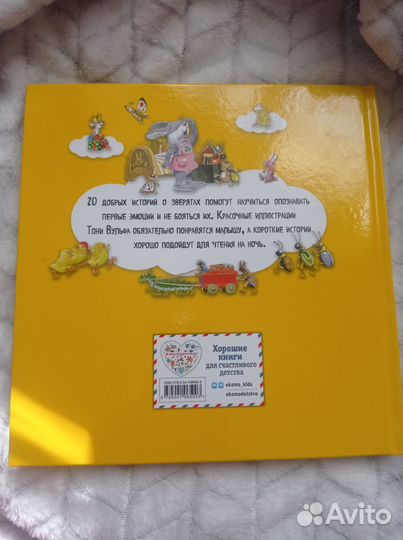 20 добрых историй о зверятах помогут научиться опознавать
первые эмоции и не бояться их. Красочные иллюстрации
Тони Вульфа обязательно понравятся малышу, а короткие истории
хорошо подойдут для чтения на ночь.
Хорошие
книги
для счастливого
детства
eksmo_kids
eksmodetstvo
Avito